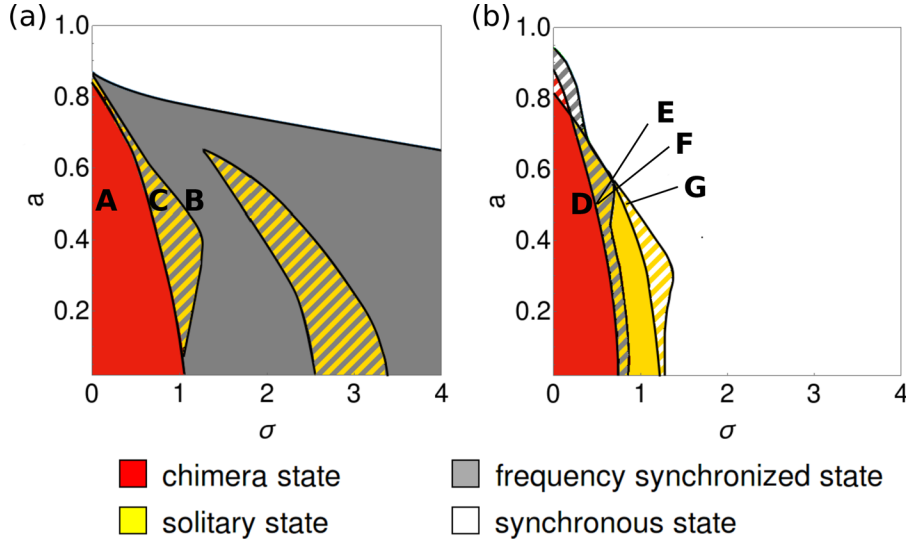 (a) (b)
1.0 1.0
0.8 0.8
0.6 0.6
0.4 0.4
0.2 0.2
a a
A C B D E F G
0 1 2 3 4 0 1 2 3 4
σ σ
chimera state frequency synchronized state
solitary state synchronous state